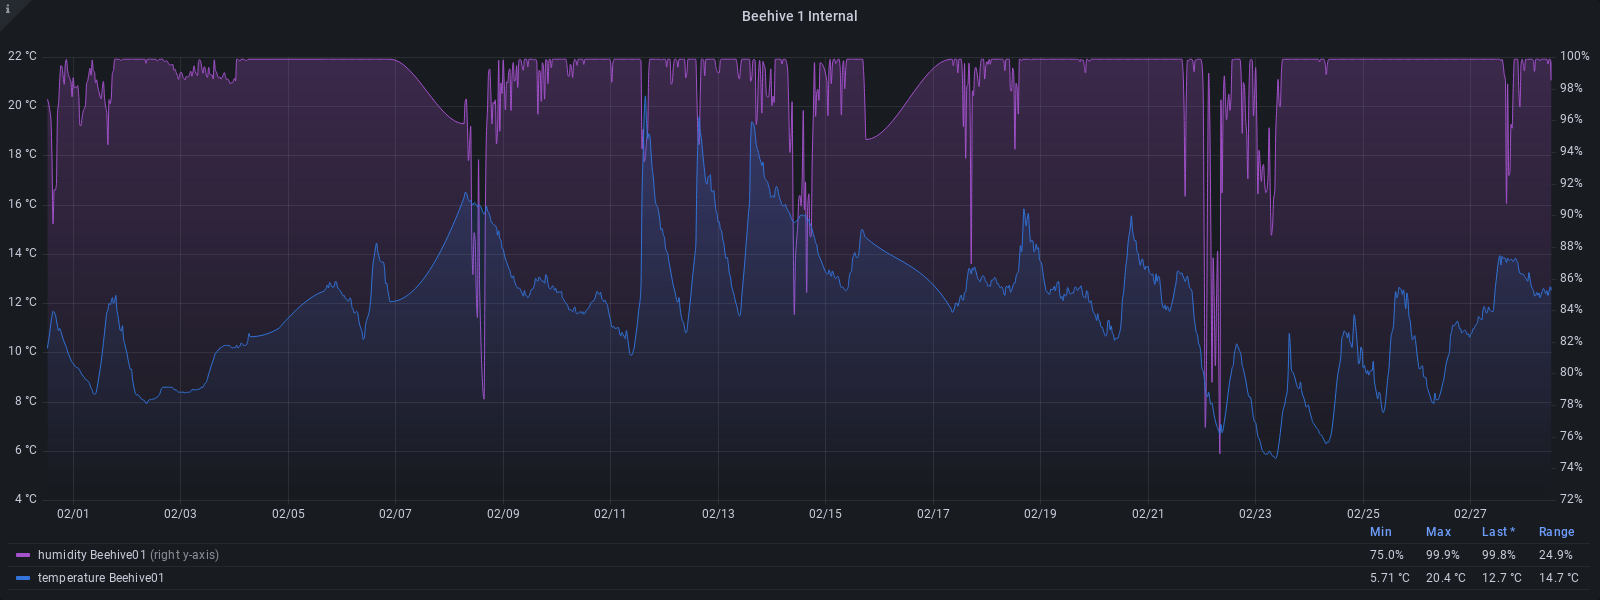 i
Beehive 1 Internal
22 °C 100%
20 °C 98%
18 °C 96%
16 °C 94%
14 °C 92%
12 °C 90%
10 °C 88%
8 °C 86%
6 °C 84%
4 °C 82%
80%
78%
76%
74%
72%
02/01 02/03 02/05 02/07 02/09 02/11 02/13 02/15 02/17 02/19 02/21 02/23 02/25 02/27
Min Max Last * Range
humidity Beehive01 (right y-axis) 75.0% 99.9% 99.8% 24.9%
temperature Beehive01 5.71 °C 20.4 °C 12.7 °C 14.7 °C